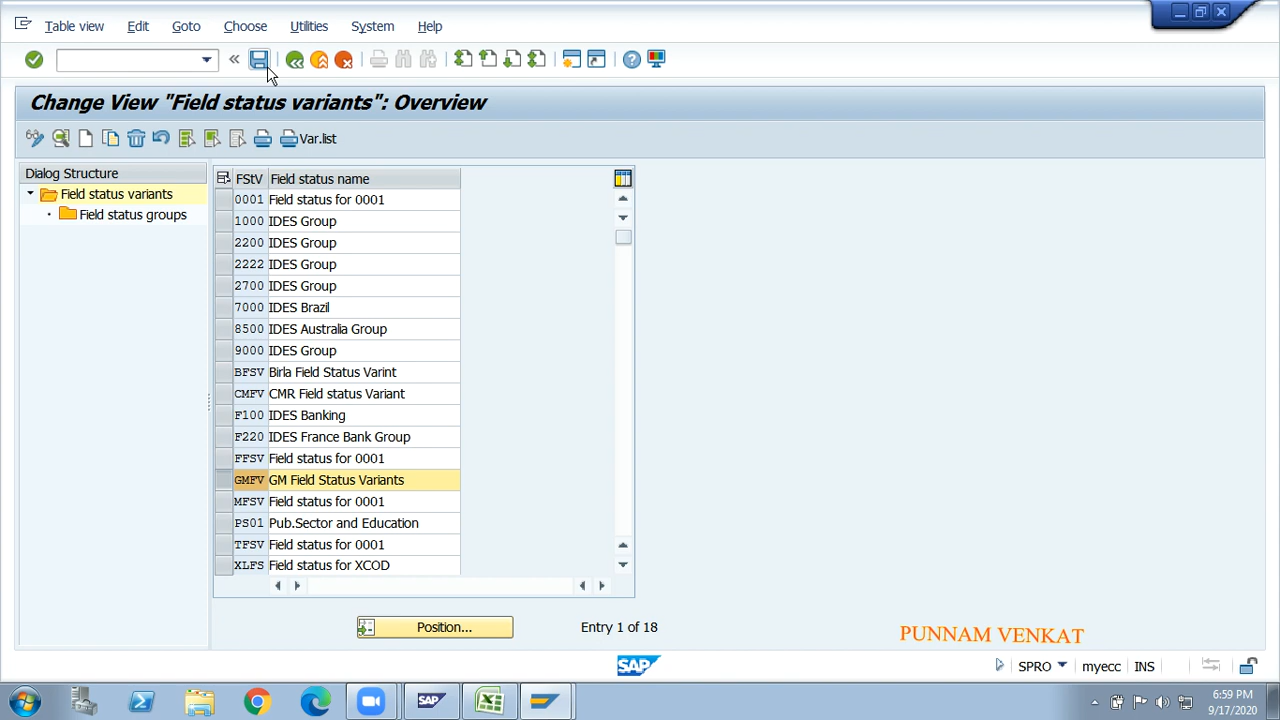 Table view Edit Goto Choose Utilities System Help
Change View "Field status variants": Overview
Var.list
Dialog Structure
Field status variants
Field status groups
FStV Field status name
0001 Field status for 0001
1000 IDES Group
2200 IDES Group
2222 IDES Group
2700 IDES Group
7000 IDES Brazil
8500 IDES Australia Group
9000 IDES Group
BFSV Birla Field Status Varint
CMFV CMR Field status Variant
F100 IDES Banking
F220 IDES France Bank Group
FFSV Field status for 0001
GMFV GM Field Status Variants
MFSV Field status for 0001
PS01 Pub.Sector and Education
TFSV Field status for 0001
XLFS Field status for XCOD
Position... Entry 1 of 18
PUNNAM VENKAT
SAP SPRO myecc INS
SAP
6:59 PM
9/17/2020